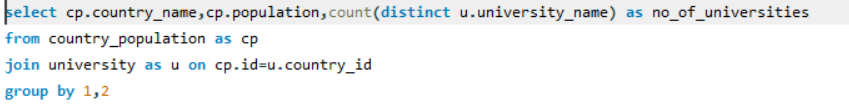 select cp.country_name,cp.population,count(distinct u.university_name) as no_of_universities
from country_population as cp
join university as u on cp.id=u.country_id
group by 1,2